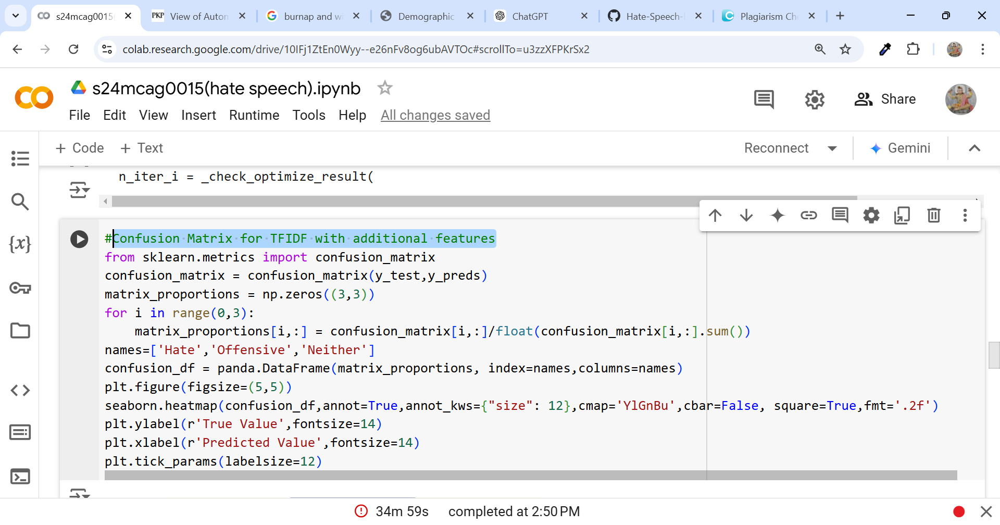 s24mcag0015
PKP View of Autom
burnap and wi
Demographic
ChatGPT
Hate-Speech-
Plagiarism Ch
colab.research.google.com/drive/10IFj1ZtEn0Wyy--e26nFv8og6ubAVTOc#scrollTo=u3zzXFPKrSx2
s24mcag0015(hate speech).ipynb
File Edit View Insert Runtime Tools Help All changes saved
Share
+ Code + Text
Reconnect
Gemini
n_iter_i = _check_optimize_result(
#Confusion Matrix for TFIDF with additional features
from sklearn.metrics import confusion_matrix
confusion_matrix = confusion_matrix(y_test,y_preds)
matrix_proportions = np.zeros((3,3))
for i in range(0,3):
    matrix_proportions[i,:] = confusion_matrix[i,:]/float(confusion_matrix[i,:].sum())
names=['Hate','Offensive','Neither']
confusion_df = panda.DataFrame(matrix_proportions, index=names,columns=names)
plt.figure(figsize=(5,5))
seaborn.heatmap(confusion_df,annot=True,annot_kws={"size": 12},cmap='YlGnBu',cbar=False, square=True,fmt='.2f')
plt.ylabel(r'True Value',fontsize=14)
plt.xlabel(r'Predicted Value',fontsize=14)
plt.tick_params(labelsize=12)
34m 59s completed at 2:50 PM